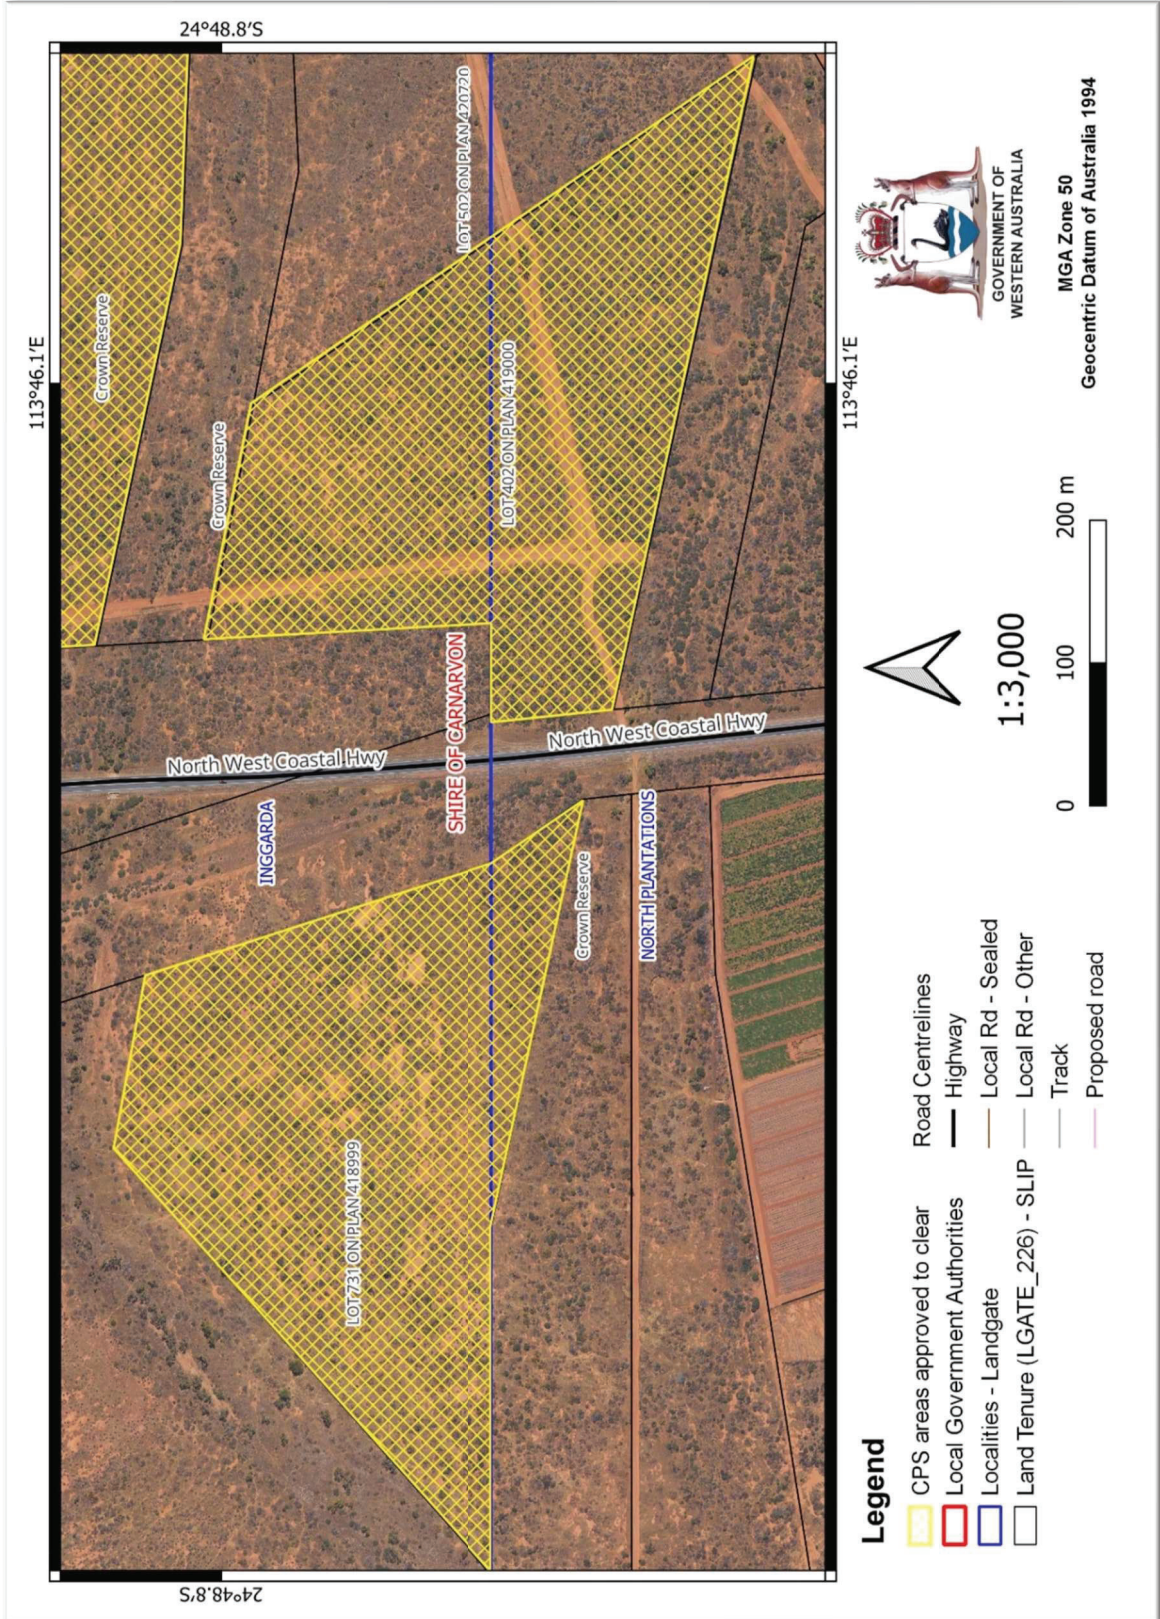 24°48.8'S
113°46.1'E
Crown Reserve
Crown Reserve
LOT 502 ON PLAN 420720
LOT 402 ON PLAN 419000
SHIRE OF CARNARVON
North West Coastal Hwy
North West Coastal Hwy
INGGARDA
NORTH PLANTATIONS
Crown Reserve
LOT 731 ON PLAN 418999
24°48.8'S
113°46.1'E
Legend
CPS areas approved to clear
Local Government Authorities
Localities - Landgate
Land Tenure (LGATE_226) - SLIP
Road Centrelines
Highway
Local Rd - Sealed
Local Rd - Other
Track
Proposed road
1:3,000
0 100 200 m
GOVERNMENT OF
WESTERN AUSTRALIA
MGA Zone 50
Geocentric Datum of Australia 1994